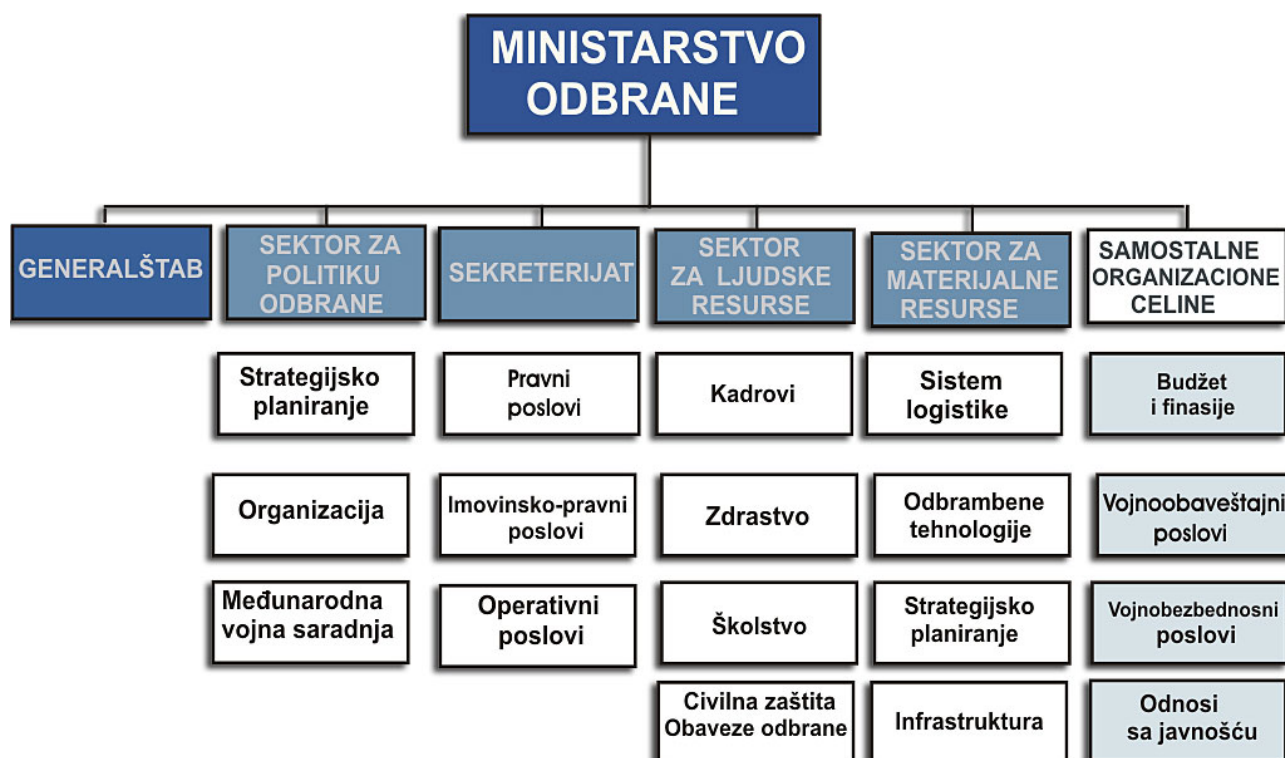 MINISTARSTVO
ODBRANE
GENERALŠTAB
SEKTOR ZA
POLITIKU
ODBRANE
SEKRETERIJAT
SEKTOR
ZA LJUDSKE
RESURSE
SEKTOR ZA
MATERIJALNE
RESURSE
SAMOSTALNE
ORGANIZACIONE
CELINE
Strategijsko
planiranje
Pravni
poslovi
Kadrovi
Sistem
logistike
Budžet
i finasije
Organizacija
Imovinsko-pravni
poslovi
Zdrastvo
Odbrambene
tehnologije
Vojnoobaveštajni
poslovi
Međunarodna
vojna saradnja
Operativni
poslovi
Školstvo
Strategijsko
planiranje
Vojnobezbednosni
poslovi
Civilna zaštita
Obaveze odbrane
Infrastruktura
Odnosi
sa javnošću